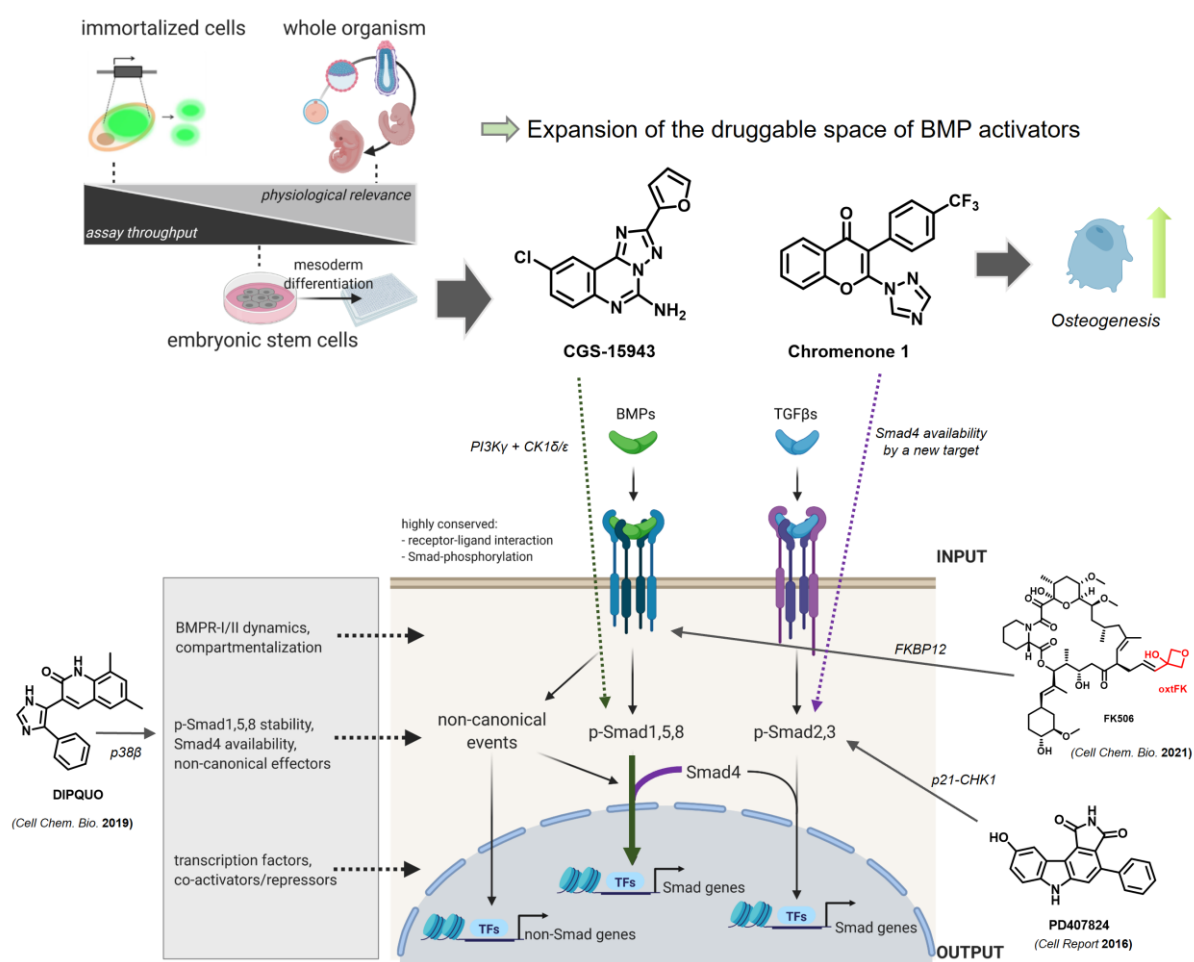 immortalized cells
whole organism
Expansion of the druggable space of BMP activators
physiological relevance
assay throughput
mesoderm
differentiation
embryonic stem cells
Cl
N
N
N
O
N
NH₂
CGS-15943
O
CF₃
O
N
N
N
Chromenone 1
Osteogenesis
BMPs
TGFβs
PI3Kγ + CK1δ/ε
Smad4 availability
by a new target
highly conserved:
- receptor-ligand interaction
- Smad-phosphorylation
INPUT
BMPR-I/II dynamics,
compartmentalization
FKBP12
HO
O
O
H
O
O
N
O
O
O
OH
O
HO
O
oxtFK
O
OH
FK506
(Cell Chem. Bio. 2021)
H
N
O
H
N
N
p38β
DIPQUO
(Cell Chem. Bio. 2019)
p-Smad1,5,8 stability,
Smad4 availability,
non-canonical effectors
non-canonical
events
p-Smad1,5,8
p-Smad2,3
Smad4
p21-CHK1
transcription factors,
co-activators/repressors
TFs
Smad genes
TFs
non-Smad genes
TFs
Smad genes
H
N
O
O
HO
N
H
PD407824
(Cell Report 2016)
OUTPUT